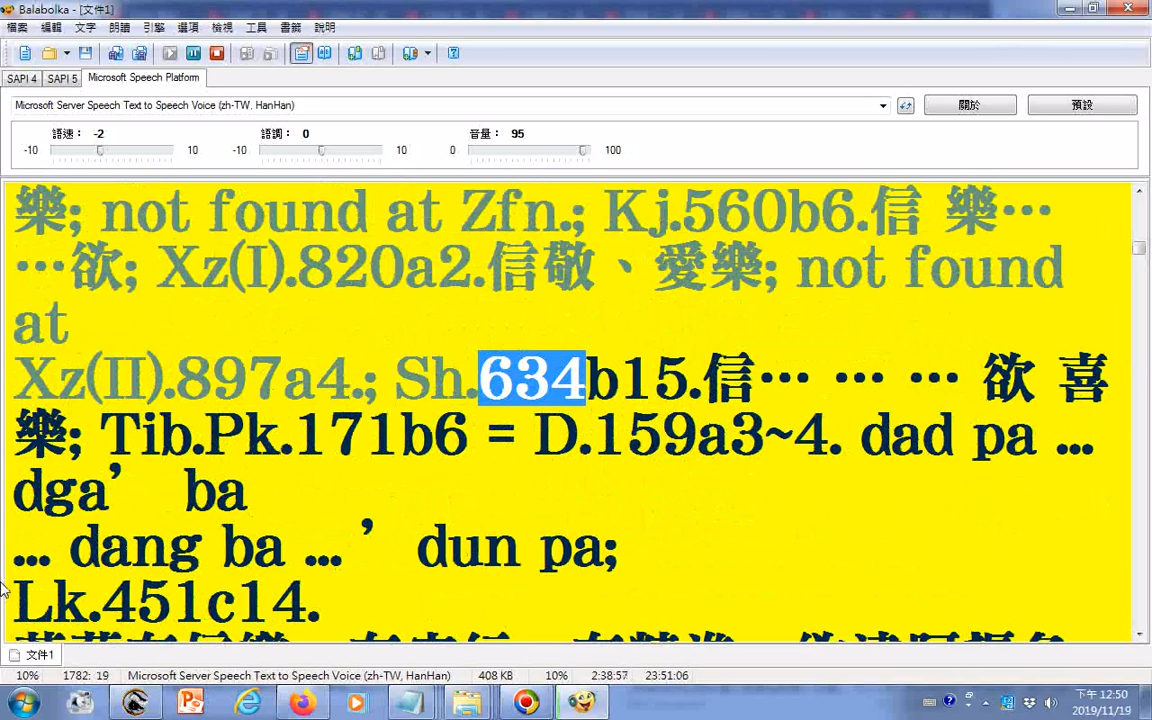 Balabolka - [文件1]
檔案 編輯 文字 朗讀 引擎 選項 檢視 工具 書籤 說明
SAPI 4 SAPI 5 Microsoft Speech Platform
Microsoft Server Speech Text to Speech Voice (zh-TW, HanHan) 關於 預設
語速： -2 語調： 0 音量： 95
-10 10 -10 10 0 100
樂; not found at Zfn.; Kj.560b6.信 樂…
…欲; Xz(I).820a2.信敬、愛樂; not found
at
Xz(II).897a4.; Sh.634b15.信… … … 欲 喜
樂; Tib.Pk.171b6 = D.159a3~4. dad pa ...
dga’ ba
... dang ba ... ’ dun pa;
Lk.451c14.
文件1
10% 1782: 19 Microsoft Server Speech Text to Speech Voice (zh-TW, HanHan) 408 KB 10% 2:38:57 23:51:06
下午 12:50
2019/11/19